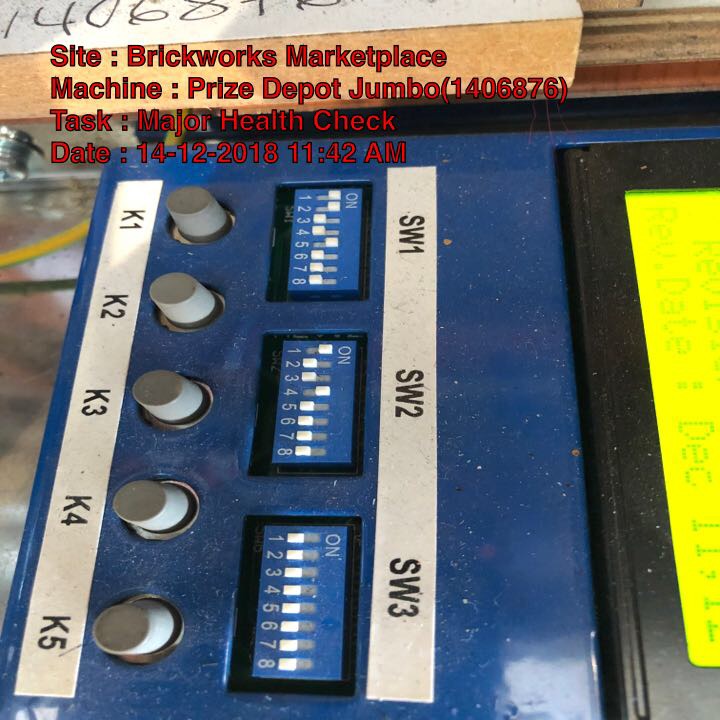 140687
Site : Brickworks Marketplace
Machine : Prize Depot Jumbo(1406876)
Task : Major Health Check
Date : 14-12-2018 11:42 AM
K1
K2
K3
K4
K5
ON
1 2 3 4 5 6 7 8
SW1
ON
1 2 3 4 5 6 7 8
SW2
ON
1 2 3 4 5 6 7 8
SW3
Rev.Date : Dec 11,